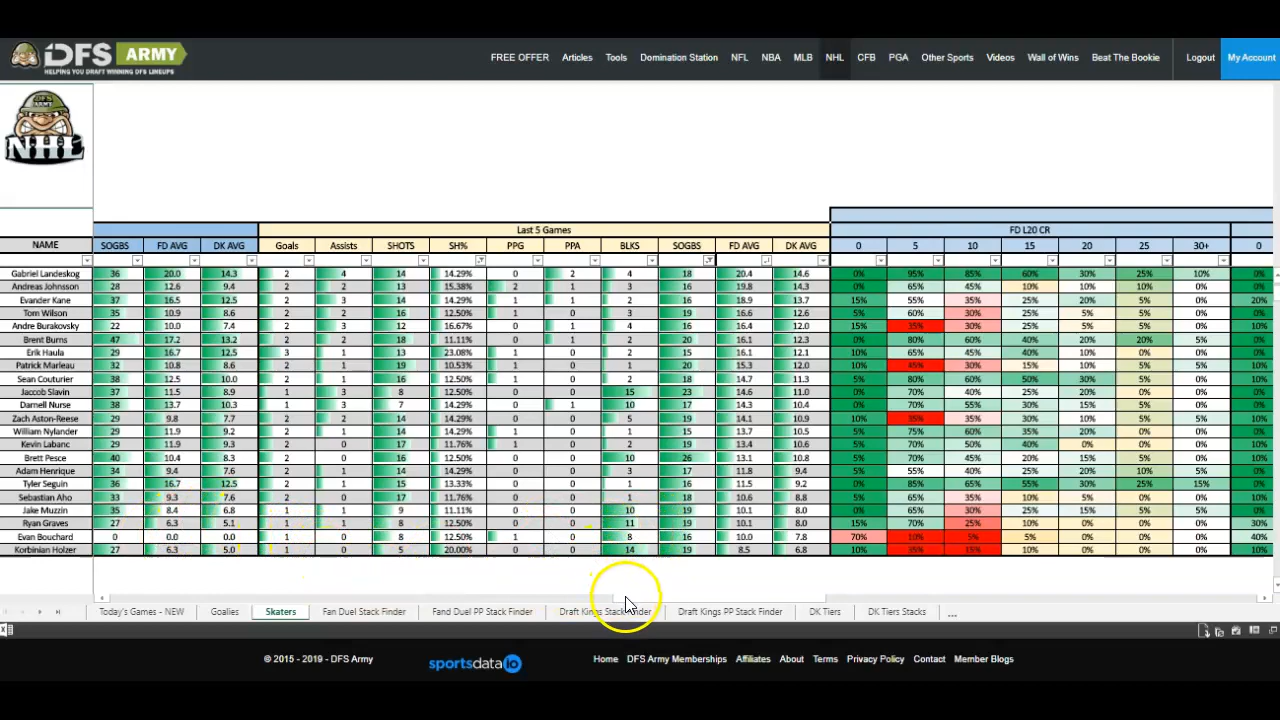 DFS ARMY
HELPING YOU DRAFT WINNING DFS LINEUPS
FREE OFFER Articles Tools Domination Station NFL NBA MLB NHL CFB PGA Other Sports Videos Wall of Wins Beat The Bookie Logout My Account
DFS ARMY
NHL
Last 5 Games FD L20 CR
NAME SOGBS FD AVG DK AVG Goals Assists SHOTS SH% PPG PPA BLKS SOGBS FD AVG DK AVG 0 5 10 15 20 25 30+ 0
Gabriel Landeskog 36 20.0 14.3 2 4 14 14.29% 0 2 4 18 20.4 14.6 0% 95% 85% 60% 30% 25% 10% 0%
Andreas Johnsson 28 12.6 9.4 2 2 13 15.38% 2 1 3 16 19.8 14.3 0% 65% 45% 10% 10% 10% 0% 0%
Evander Kane 37 16.5 12.5 2 3 14 14.29% 1 1 2 16 18.9 13.7 15% 55% 35% 25% 20% 5% 0% 20%
Tom Wilson 35 10.9 8.6 2 2 16 12.50% 0 1 3 19 16.6 12.6 5% 60% 30% 25% 5% 5% 0% 0%
Andre Burakovsky 22 10.0 7.4 2 3 12 16.67% 0 1 4 16 16.4 12.0 15% 35% 30% 25% 5% 5% 0% 10%
Brent Burns 47 17.2 13.2 2 2 18 11.11% 0 1 2 20 16.1 12.3 0% 80% 60% 40% 20% 20% 5% 0%
Erik Haula 29 16.7 12.5 3 1 13 23.08% 1 0 2 15 16.1 12.1 10% 65% 45% 40% 10% 0% 0% 10%
Patrick Marleau 32 10.8 8.6 2 1 19 10.53% 1 0 1 20 15.3 12.0 10% 45% 30% 15% 10% 0% 0% 10%
Sean Couturier 38 12.5 10.0 2 1 16 12.50% 1 0 2 18 14.7 11.3 5% 80% 60% 50% 30% 5% 0% 5%
Jaccob Slavin 37 11.5 8.9 1 3 8 12.50% 0 0 15 23 14.6 11.0 0% 70% 40% 25% 10% 5% 0% 0%
Darnell Nurse 38 13.7 10.3 1 3 7 14.29% 0 1 10 17 14.3 10.4 0% 70% 55% 30% 10% 5% 0% 0%
Zach Aston-Reese 29 9.8 7.7 2 2 14 14.29% 0 0 5 19 14.1 10.9 10% 35% 35% 30% 10% 5% 0% 10%
William Nylander 29 11.9 9.2 2 1 14 14.29% 1 0 1 15 13.7 10.5 5% 75% 60% 35% 20% 0% 0% 5%
Kevin Labanc 29 11.9 9.3 2 0 17 11.76% 1 0 2 19 13.4 10.6 5% 70% 50% 40% 0% 0% 0% 5%
Brett Pesce 40 10.4 8.3 2 0 16 12.50% 0 0 10 26 13.1 10.8 5% 70% 45% 20% 10% 0% 0% 5%
Adam Henrique 34 9.4 7.6 2 1 14 14.29% 0 0 3 17 11.8 9.4 5% 55% 40% 20% 20% 10% 5% 10%
Tyler Seguin 36 16.7 12.5 2 1 15 13.33% 0 0 1 16 11.5 8.9 5% 85% 65% 55% 30% 25% 15% 5%
Sebastian Aho 33 9.3 7.6 2 0 17 11.76% 0 0 1 18 10.6 8.8 5% 65% 35% 10% 5% 5% 0% 10%
Jake Muzzin 35 8.4 6.8 1 1 9 11.11% 0 0 10 19 10.1 8.0 5% 65% 30% 25% 15% 5% 0% 5%
Ryan Graves 27 6.3 5.1 1 1 8 12.50% 0 0 11 19 10.1 8.0 15% 70% 25% 10% 0% 0% 0% 30%
Evan Bouchard 0 0.0 0.0 1 0 8 12.50% 1 0 8 16 10.0 7.8 70% 10% 5% 5% 0% 0% 0% 40%
Korbinian Holzer 27 6.3 5.0 1 0 5 20.00% 0 0 14 19 8.5 6.8 10% 35% 15% 10% 0% 0% 0% 10%
Today's Games - NEW Goalies Skaters Fan Duel Stack Finder Fand Duel PP Stack Finder Draft Kings Stack Finder Draft Kings PP Stack Finder DK Tiers DK Tiers Stacks ...
© 2015 - 2019 - DFS Army sportsdata.io Home DFS Army Memberships Affiliates About Terms Privacy Policy Contact Member Blogs